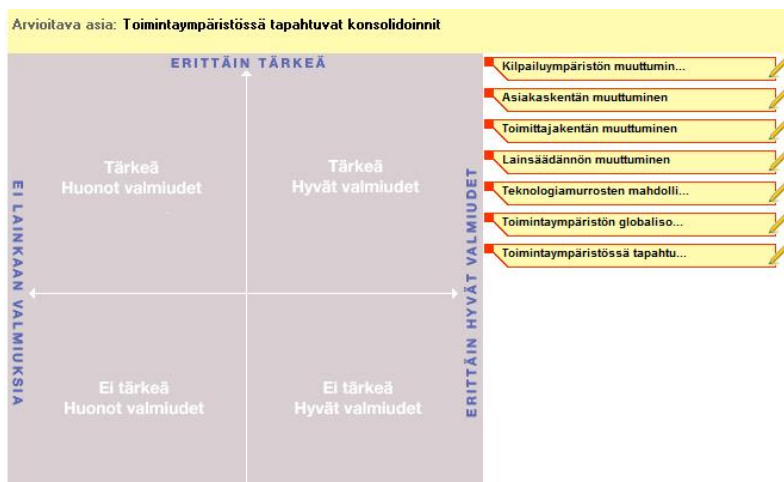 Arvioitava asia: Toimintaympäristössä tapahtuvat konsolidoinnit
ERITTÄIN TÄRKEÄ
Tärkeä
Huonot valmiudet
Tärkeä
Hyvät valmiudet
EI LAINKAAN VALMIUKSIA
ERITTÄIN HYVÄT VALMIUDET
Ei tärkeä
Huonot valmiudet
Ei tärkeä
Hyvät valmiudet
Kilpailuympäristön muuttumin...
Asiakaskentän muuttuminen
Toimittajakentän muuttuminen
Lainsäädännön muuttuminen
Teknologiamurrosten mahdolli...
Toimintaympäristön globaliso...
Toimintaympäristössä tapahtu...